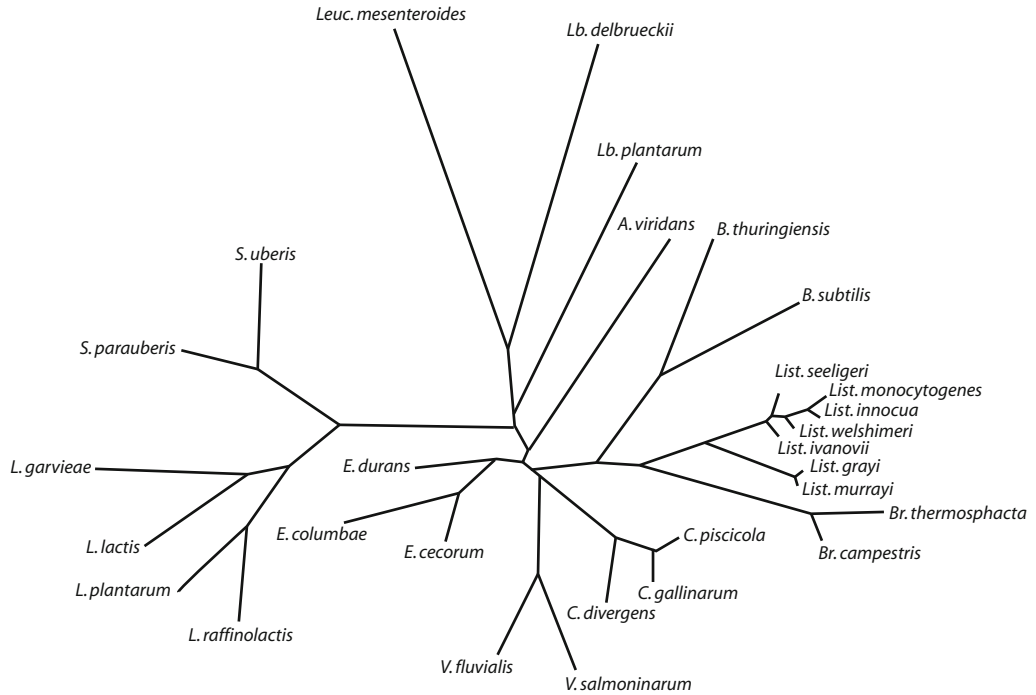 Leuc. mesenteroides
Lb. delbrueckii
Lb. plantarum
A. viridans
B. thuringiensis
S. uberis
B. subtilis
S. parauberis
List. seeligeri
List. monocytogenes
List. innocua
List. welshimeri
List. ivanovii
L. garvieae
E. durans
List. grayi
List. murrayi
Br. thermosphacta
E. columbae
C. piscicola
L. lactis
E. cecorum
Br. campestris
L. plantarum
C. gallinarum
C. divergens
L. raffinolactis
V. fluvialis
V. salmoninarum